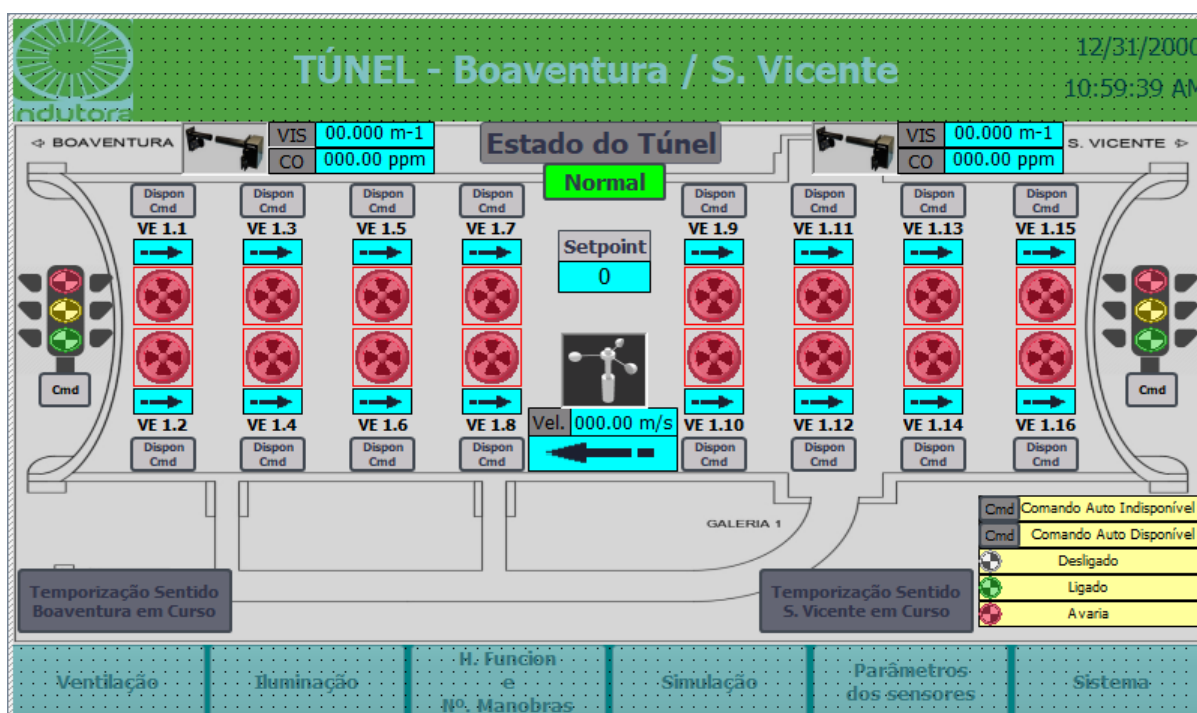 TÚNEL - Boaventura / S. Vicente
12/31/2000
10:59:39 AM
ndutora
BOAVENTURA
VIS 00.000 m-1
CO 000.00 ppm
Estado do Túnel
Normal
VIS 00.000 m-1
CO 000.00 ppm
S. VICENTE
Dispon Dispon Dispon Dispon Dispon Dispon Dispon Dispon
Cmd Cmd Cmd Cmd Cmd Cmd Cmd Cmd
VE 1.1 VE 1.3 VE 1.5 VE 1.7 VE 1.9 VE 1.11 VE 1.13 VE 1.15
Setpoint
0
Cmd Cmd
Vel. 000.00 m/s
VE 1.2 VE 1.4 VE 1.6 VE 1.8 VE 1.10 VE 1.12 VE 1.14 VE 1.16
Dispon Dispon Dispon Dispon Dispon Dispon Dispon Dispon
Cmd Cmd Cmd Cmd Cmd Cmd Cmd Cmd
GALERIA 1
Cmd Comando Auto Indisponível
Cmd Comando Auto Disponível
Desligado
Ligado
Avaria
Temporização Sentido
Boaventura em Curso
Temporização Sentido
S. Vicente em Curso
Ventilação
Iluminação
H. Funcion
e
Nº. Manobras
Simulação
Parâmetros
dos sensores
Sistema